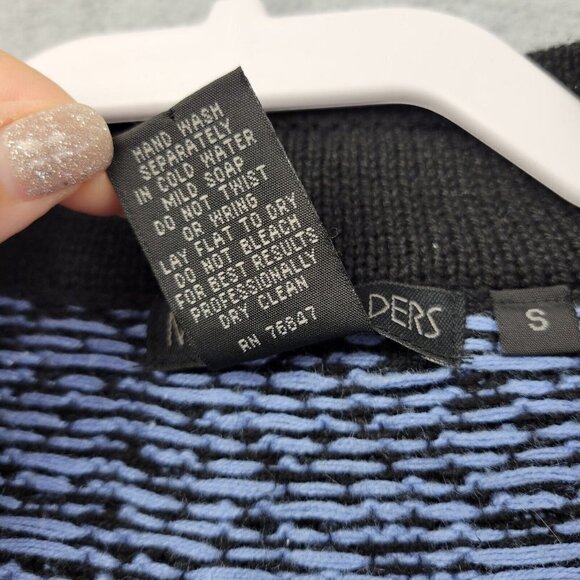 HAND WASH
SEPARATELY
IN COLD WATER
MILD SOAP
DO NOT TWIST
OR WRING
LAY FLAT TO DRY
DO NOT BLEACH
FOR BEST RESULTS
PROFESSIONALLY
DRY CLEAN
RN 76847
DERS
S